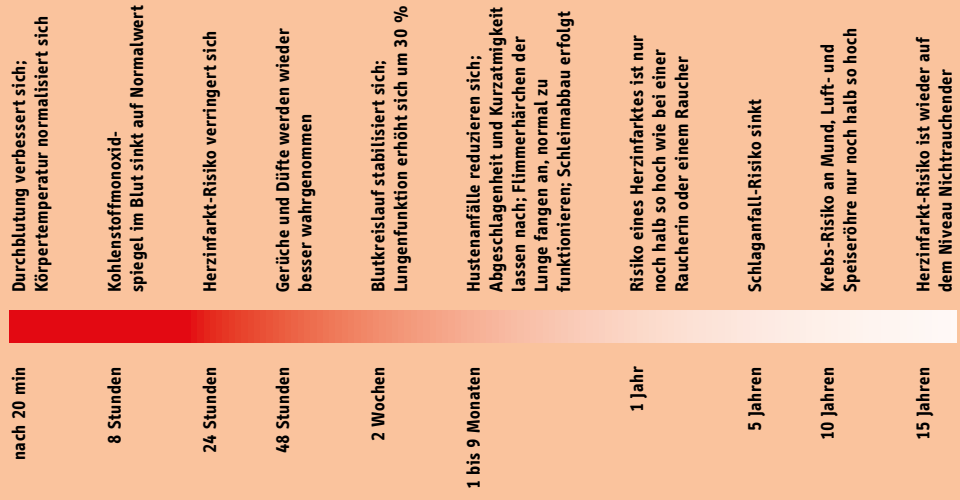 nach 20 min
Durchblutung verbessert sich;
Körpertemperatur normalisiert sich
8 Stunden
Kohlenstoffmonoxid-
spiegel im Blut sinkt auf Normalwert
24 Stunden
Herzinfarkt-Risiko verringert sich
48 Stunden
Gerüche und Düfte werden wieder
besser wahrgenommen
2 Wochen
Blutkreislauf stabilisiert sich;
Lungenfunktion erhöht sich um 30 %
1 bis 9 Monaten
Hustenanfälle reduzieren sich;
Abgeschlagenheit und Kurzatmigkeit
lassen nach; Flimmerhärchen der
Lunge fangen an, normal zu
funktionieren; Schleimabbau erfolgt
1 Jahr
Risiko eines Herzinfarktes ist nur
noch halb so hoch wie bei einer
Raucherin oder einem Raucher
5 Jahren
Schlaganfall-Risiko sinkt
10 Jahren
Krebs-Risiko an Mund, Luft- und
Speiseröhre nur noch halb so hoch
15 Jahren
Herzinfarkt-Risiko ist wieder auf
dem Niveau Nichtrauchender